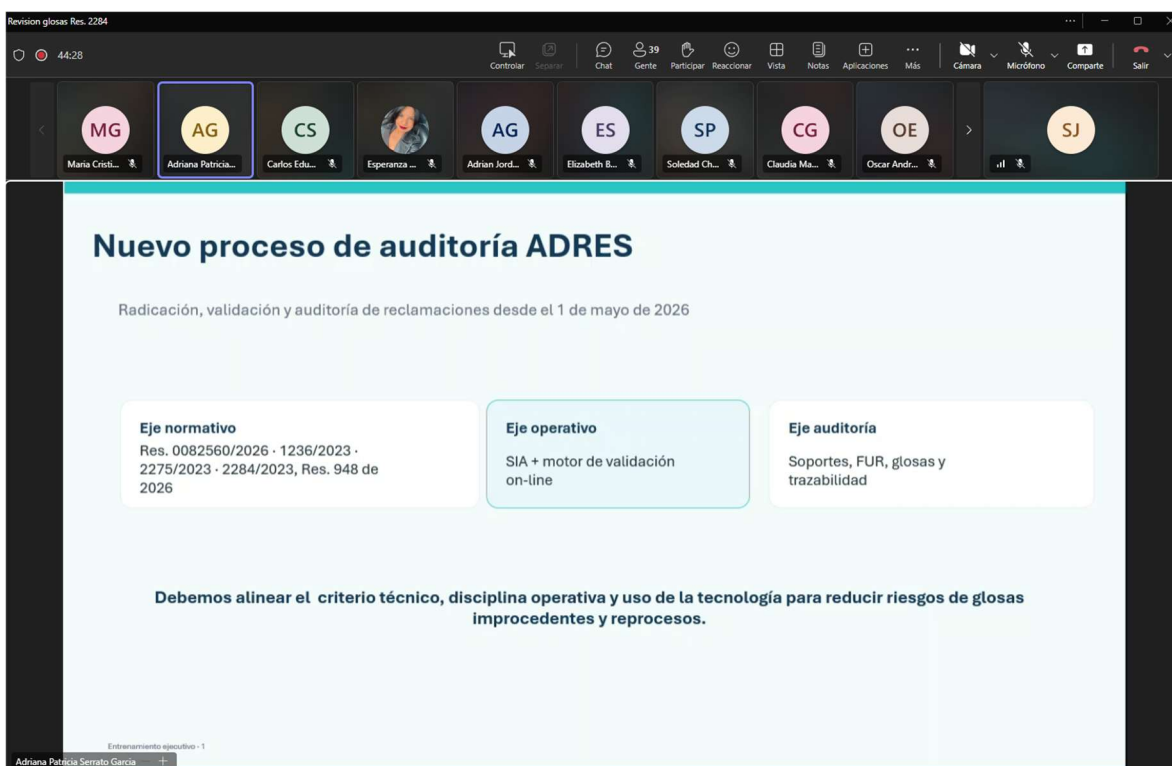 Revision glosas Res. 2284
44:28
Controlar
Separar
Chat
39
Gente
Participar
Reaccionar
Vista
Notas
Aplicaciones
Más
Cámara
Micrófono
Comparte
Salir
MG
AG
CS
AG
ES
SP
CG
OE
SJ
Maria Cristi...
Adriana Patricia...
Carlos Edu...
Esperanza ...
Adrian Jord...
Elizabeth B...
Soledad Ch...
Claudia Ma...
Oscar Andr...
Nuevo proceso de auditoría ADRES
Radicación, validación y auditoría de reclamaciones desde el 1 de mayo de 2026
Eje normativo
Res. 0082560/2026 · 1236/2023 ·
2275/2023 · 2284/2023, Res. 948 de
2026
Eje operativo
SIA + motor de validación
on-line
Eje auditoría
Soportes, FUR, glosas y
trazabilidad
Debemos alinear el  criterio técnico, disciplina operativa y uso de la tecnología para reducir riesgos de glosas
improcedentes y reprocesos.
Entrenamiento ejecutivo · 1
Adriana Patricia Serrato Garcia